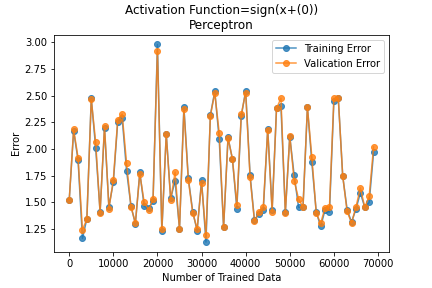 Activation Function=sign(x+(0))
Perceptron
Training Error
Valication Error
Error
3.00
2.75
2.50
2.25
2.00
1.75
1.50
1.25
0 10000 20000 30000 40000 50000 60000 70000
Number of Trained Data